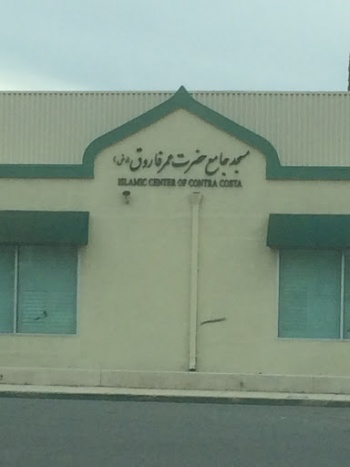 مسجد جامع حضرت عمر فاروق (رض)
ISLAMIC CENTER OF CONTRA COSTA